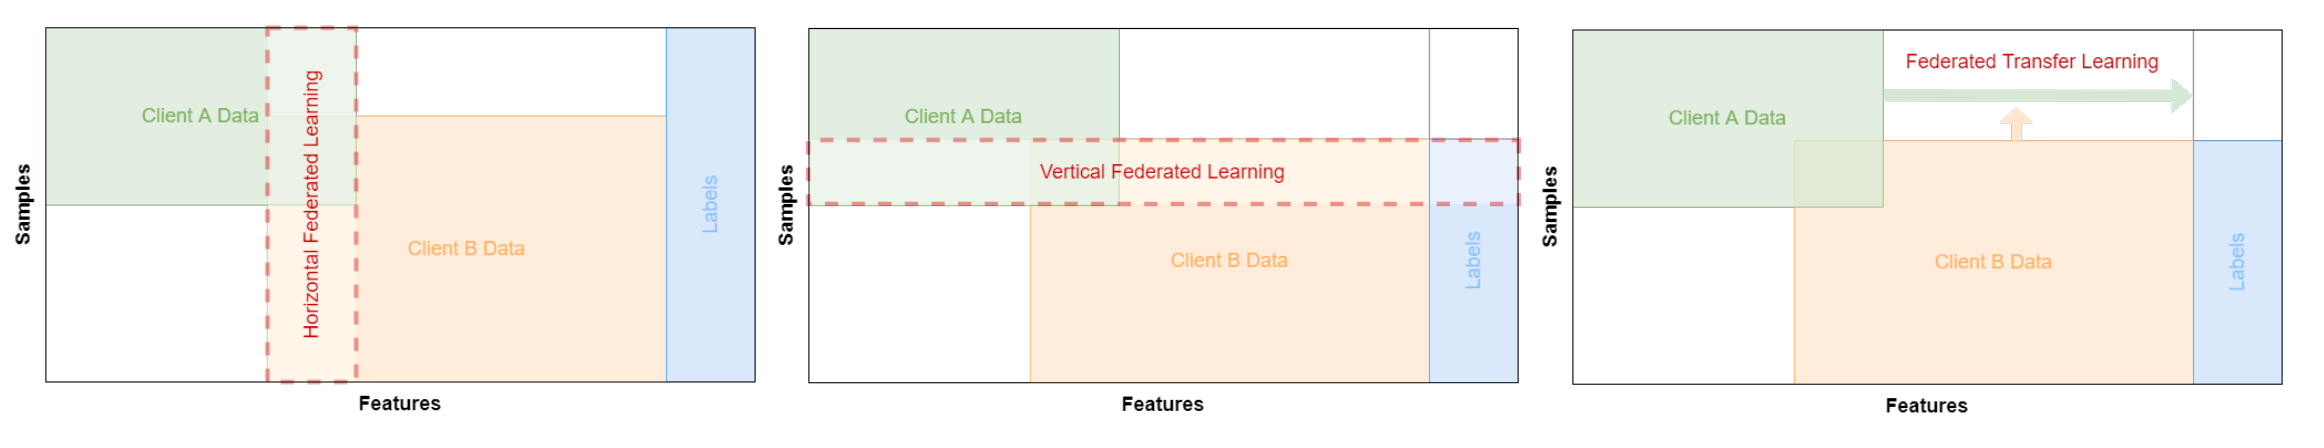 Samples
Client A Data
Horizontal Federated Learning
Client B Data
Labels
Features
Samples
Client A Data
Vertical Federated Learning
Client B Data
Labels
Features
Samples
Client A Data
Federated Transfer Learning
Client B Data
Labels
Features